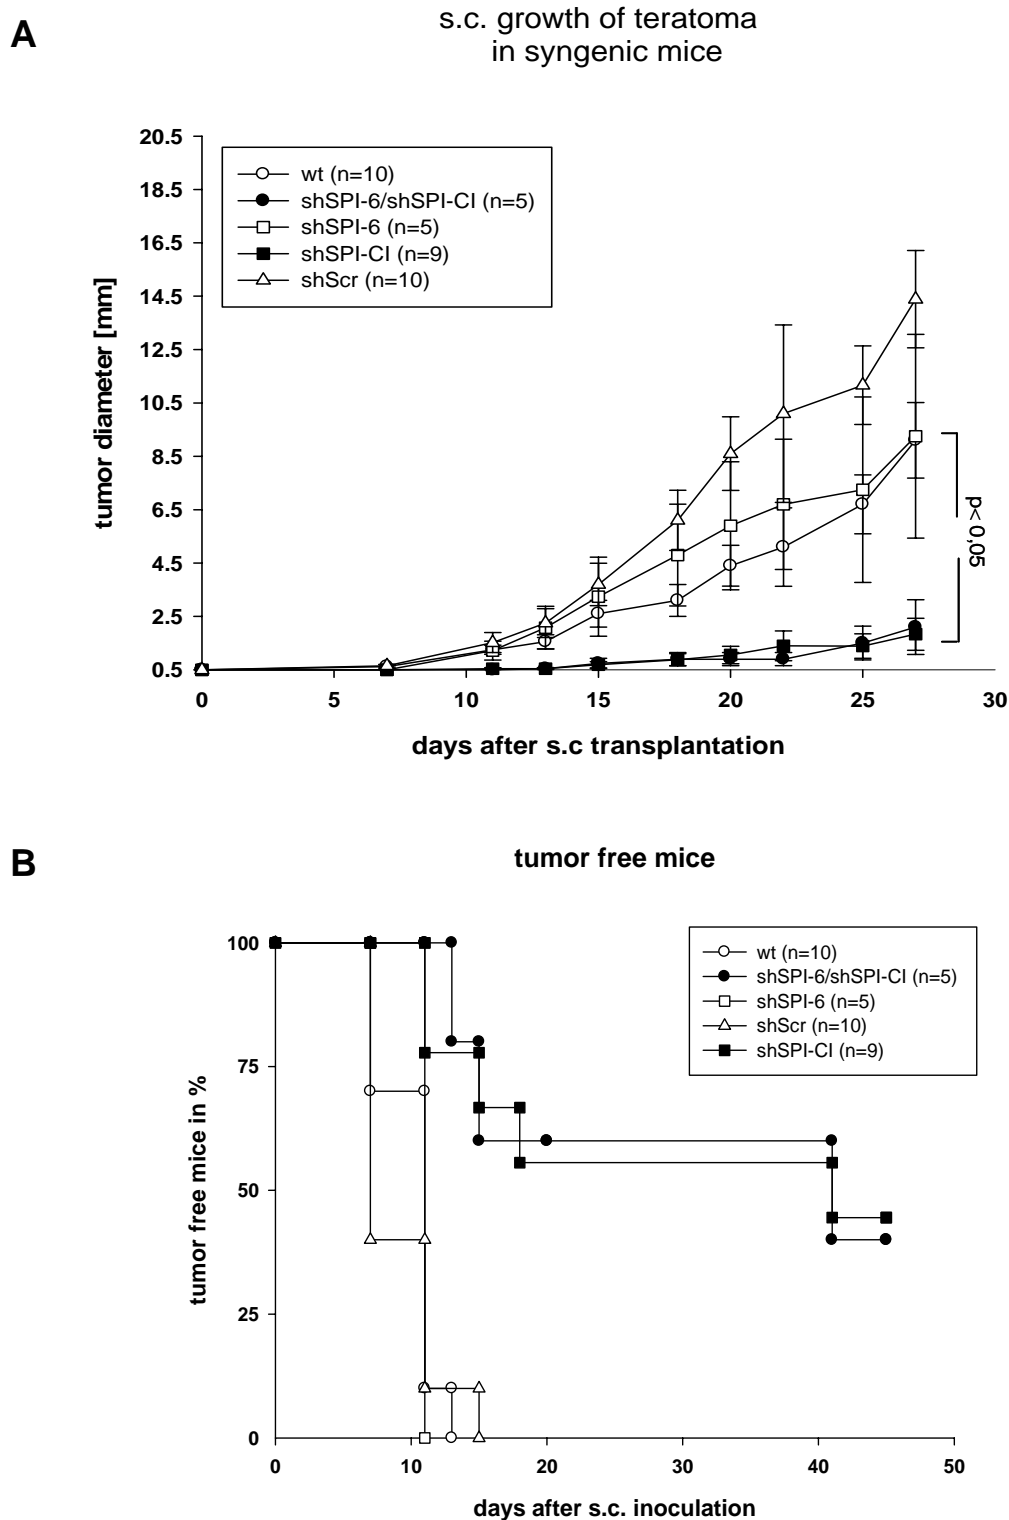 A
s.c. growth of teratoma
in syngenic mice
20.5
18.5
16.5
14.5
12.5
10.5
8.5
6.5
4.5
2.5
0.5
tumor diameter [mm]
wt (n=10)
shSPI-6/shSPI-CI (n=5)
shSPI-6 (n=5)
shSPI-CI (n=9)
shScr (n=10)
p< 0,05
0 5 10 15 20 25 30
days after s.c transplantation
B
tumor free mice
100
75
50
25
0
tumor free mice in %
wt (n=10)
shSPI-6/shSPI-CI (n=5)
shSPI-6 (n=5)
shScr (n=10)
shSPI-CI (n=9)
0 10 20 30 40 50
days after s.c. inoculation